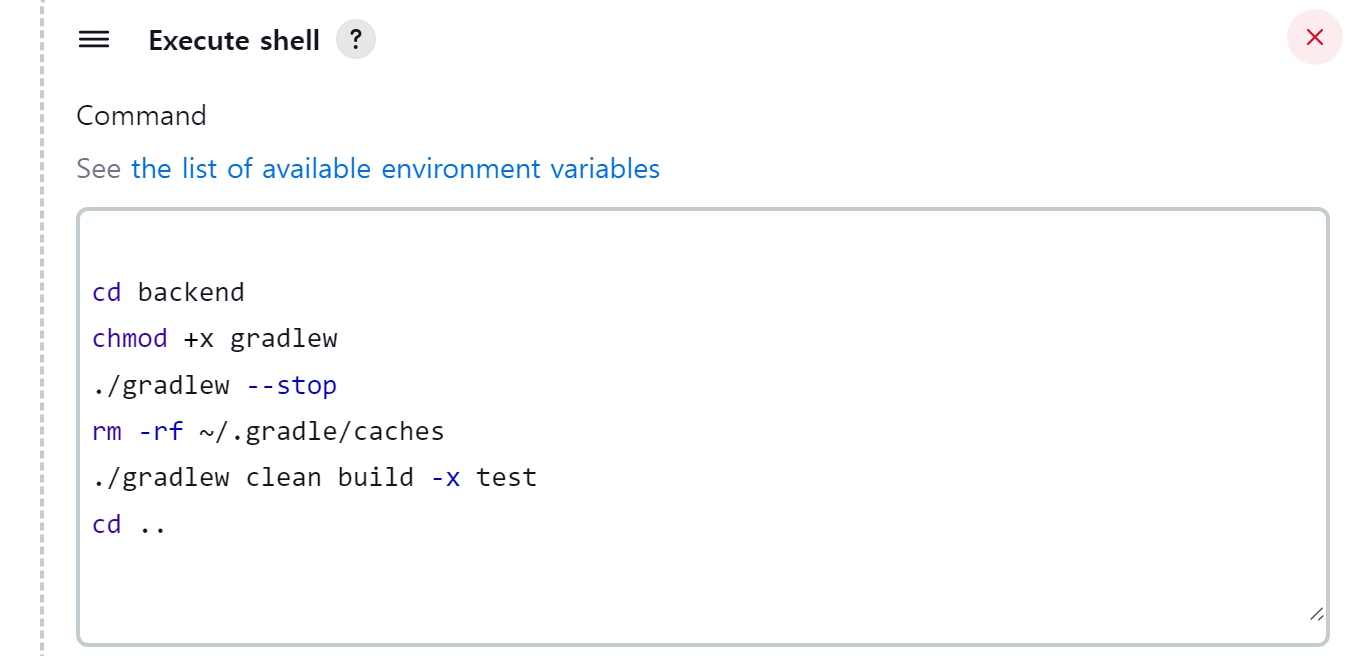 Execute shell ?
Command
See the list of available environment variables
cd backend
chmod +x gradlew
./gradlew --stop
rm -rf ~/.gradle/caches
./gradlew clean build -x test
cd ..